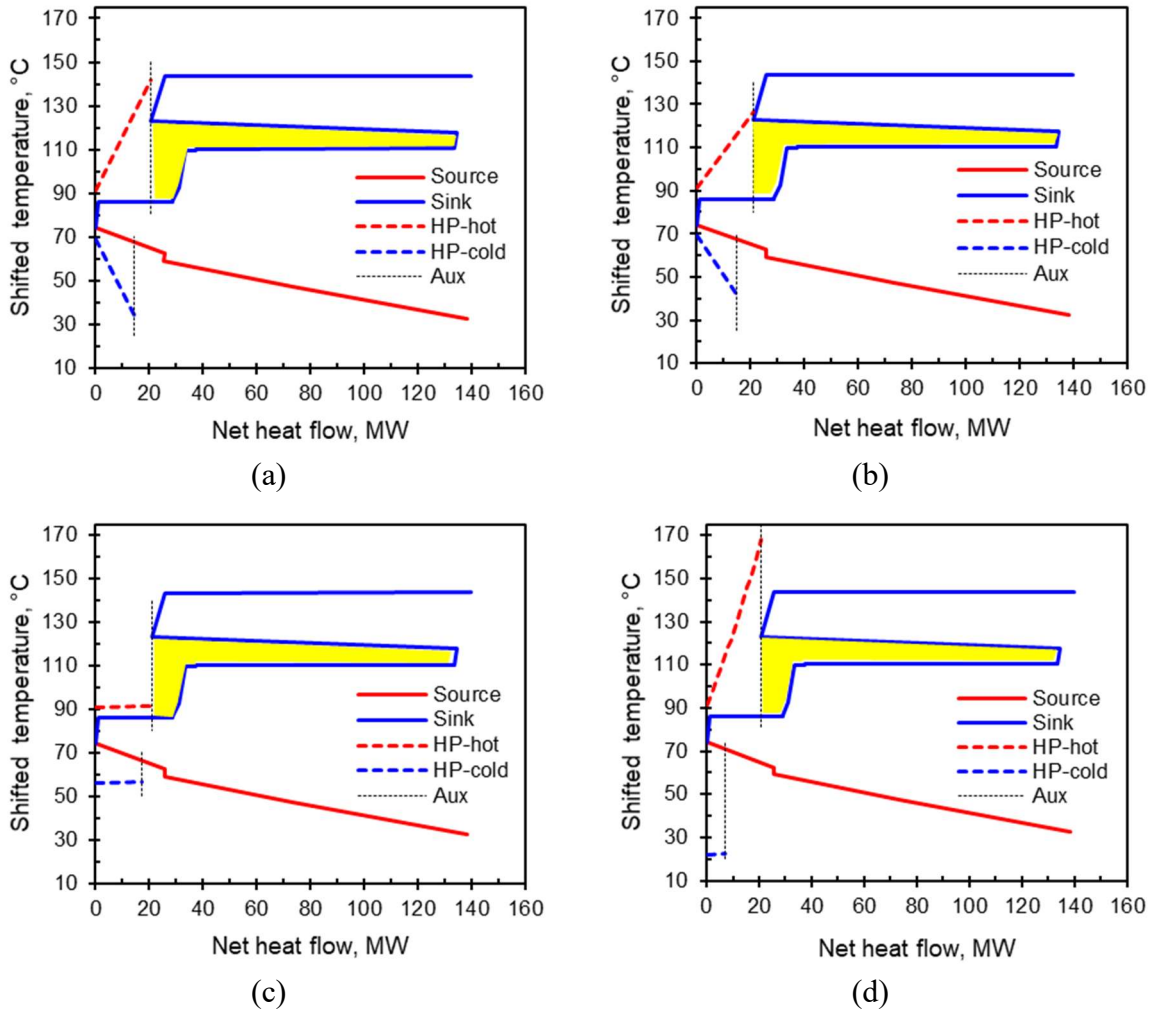 170
150
130
110
90
70
50
30
10
Shifted temperature, °C
0 20 40 60 80 100 120 140 160
Net heat flow, MW
Source
Sink
HP-hot
HP-cold
Aux
(a)
170
150
130
110
90
70
50
30
10
Shifted temperature, °C
0 20 40 60 80 100 120 140 160
Net heat flow, MW
Source
Sink
HP-hot
HP-cold
Aux
(b)
170
150
130
110
90
70
50
30
10
Shifted temperature, °C
0 20 40 60 80 100 120 140 160
Net heat flow, MW
Source
Sink
HP-hot
HP-cold
Aux
(c)
170
150
130
110
90
70
50
30
10
Shifted temperature, °C
0 20 40 60 80 100 120 140 160
Net heat flow, MW
Source
Sink
HP-hot
HP-cold
Aux
(d)